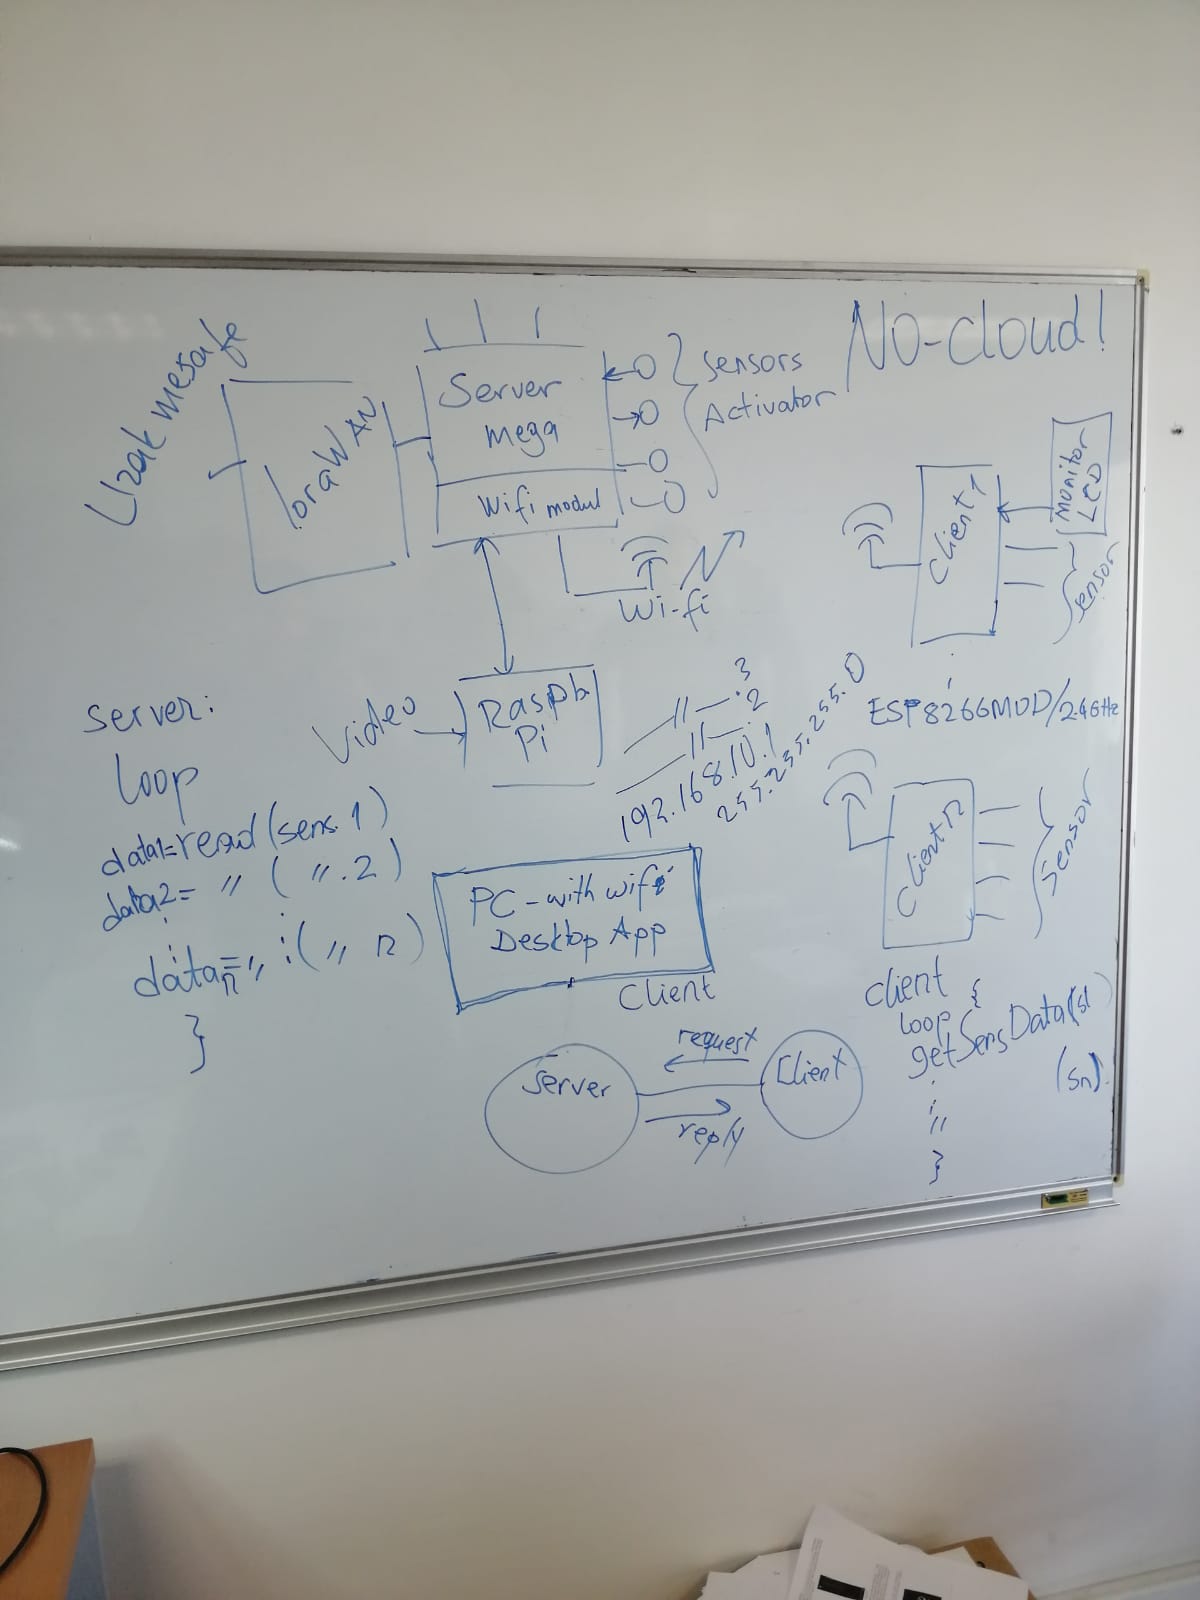 Uzak mesafe
loraWAN
Server
mega
Wifi modul
Sensors
Activator
No-cloud!
Wi-fi
Client 1
monitor
LCD
Sensor
ESP8266MOD/2.4GHz
Client n
Sensor
Video
Raspb.
Pi
—〃— .3
—〃— .2
192.168.10.1
255.255.255.0
Server:
Loop
data1=read(sens.1)
data2= 〃 ( 〃.2)
datan= 〃 (〃 n)
}
PC-with wifi
Desktop App
Client
Server
request
reply
Client
client
loop {
getSensData(s1
(sn).
〃
}